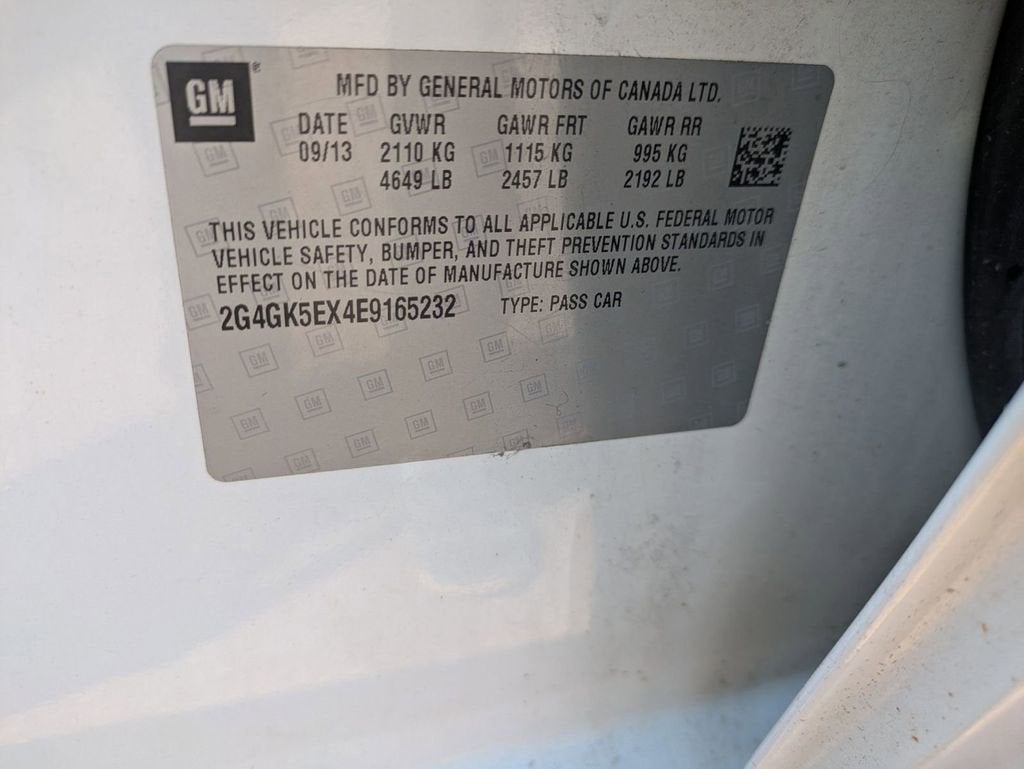 GM®
MFD BY GENERAL MOTORS OF CANADA LTD.
DATE GVWR GAWR FRT GAWR RR
09/13 2110 KG 1115 KG 995 KG
4649 LB 2457 LB 2192 LB
THIS VEHICLE CONFORMS TO ALL APPLICABLE U.S. FEDERAL MOTOR
VEHICLE SAFETY, BUMPER, AND THEFT PREVENTION STANDARDS IN
EFFECT ON THE DATE OF MANUFACTURE SHOWN ABOVE.
2G4GK5EX4E9165232 TYPE: PASS CAR